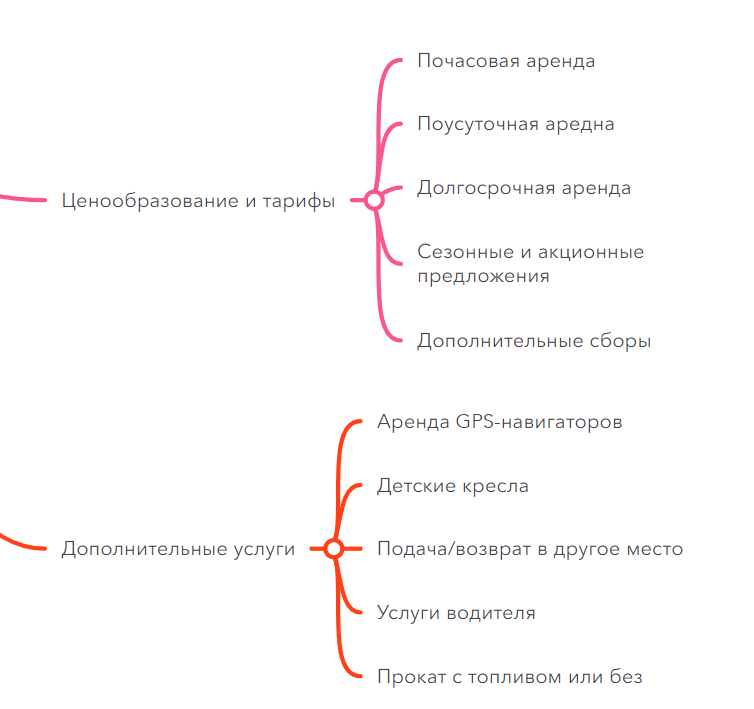 Почасовая аренда
Поусуточная аредна
Ценообразование и тарифы
Долгосрочная аренда
Сезонные и акционные
предложения
Дополнительные сборы
Аренда GPS-навигаторов
Детские кресла
Дополнительные услуги
Подача/возврат в другое место
Услуги водителя
Прокат с топливом или без